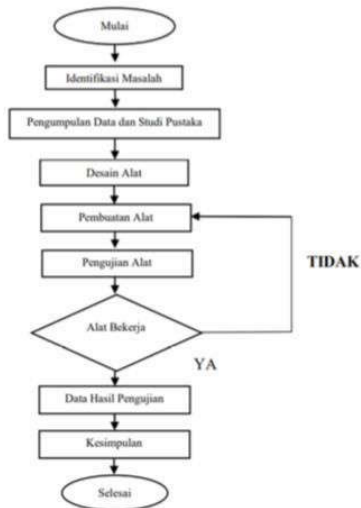 Mulai
Identifikasi Masalah
Pengumpulan Data dan Studi Pustaka
Desain Alat
Pembuatan Alat
Pengujian Alat
TIDAK
Alat Bekerja
YA
Data Hasil Pengujian
Kesimpulan
Selesai